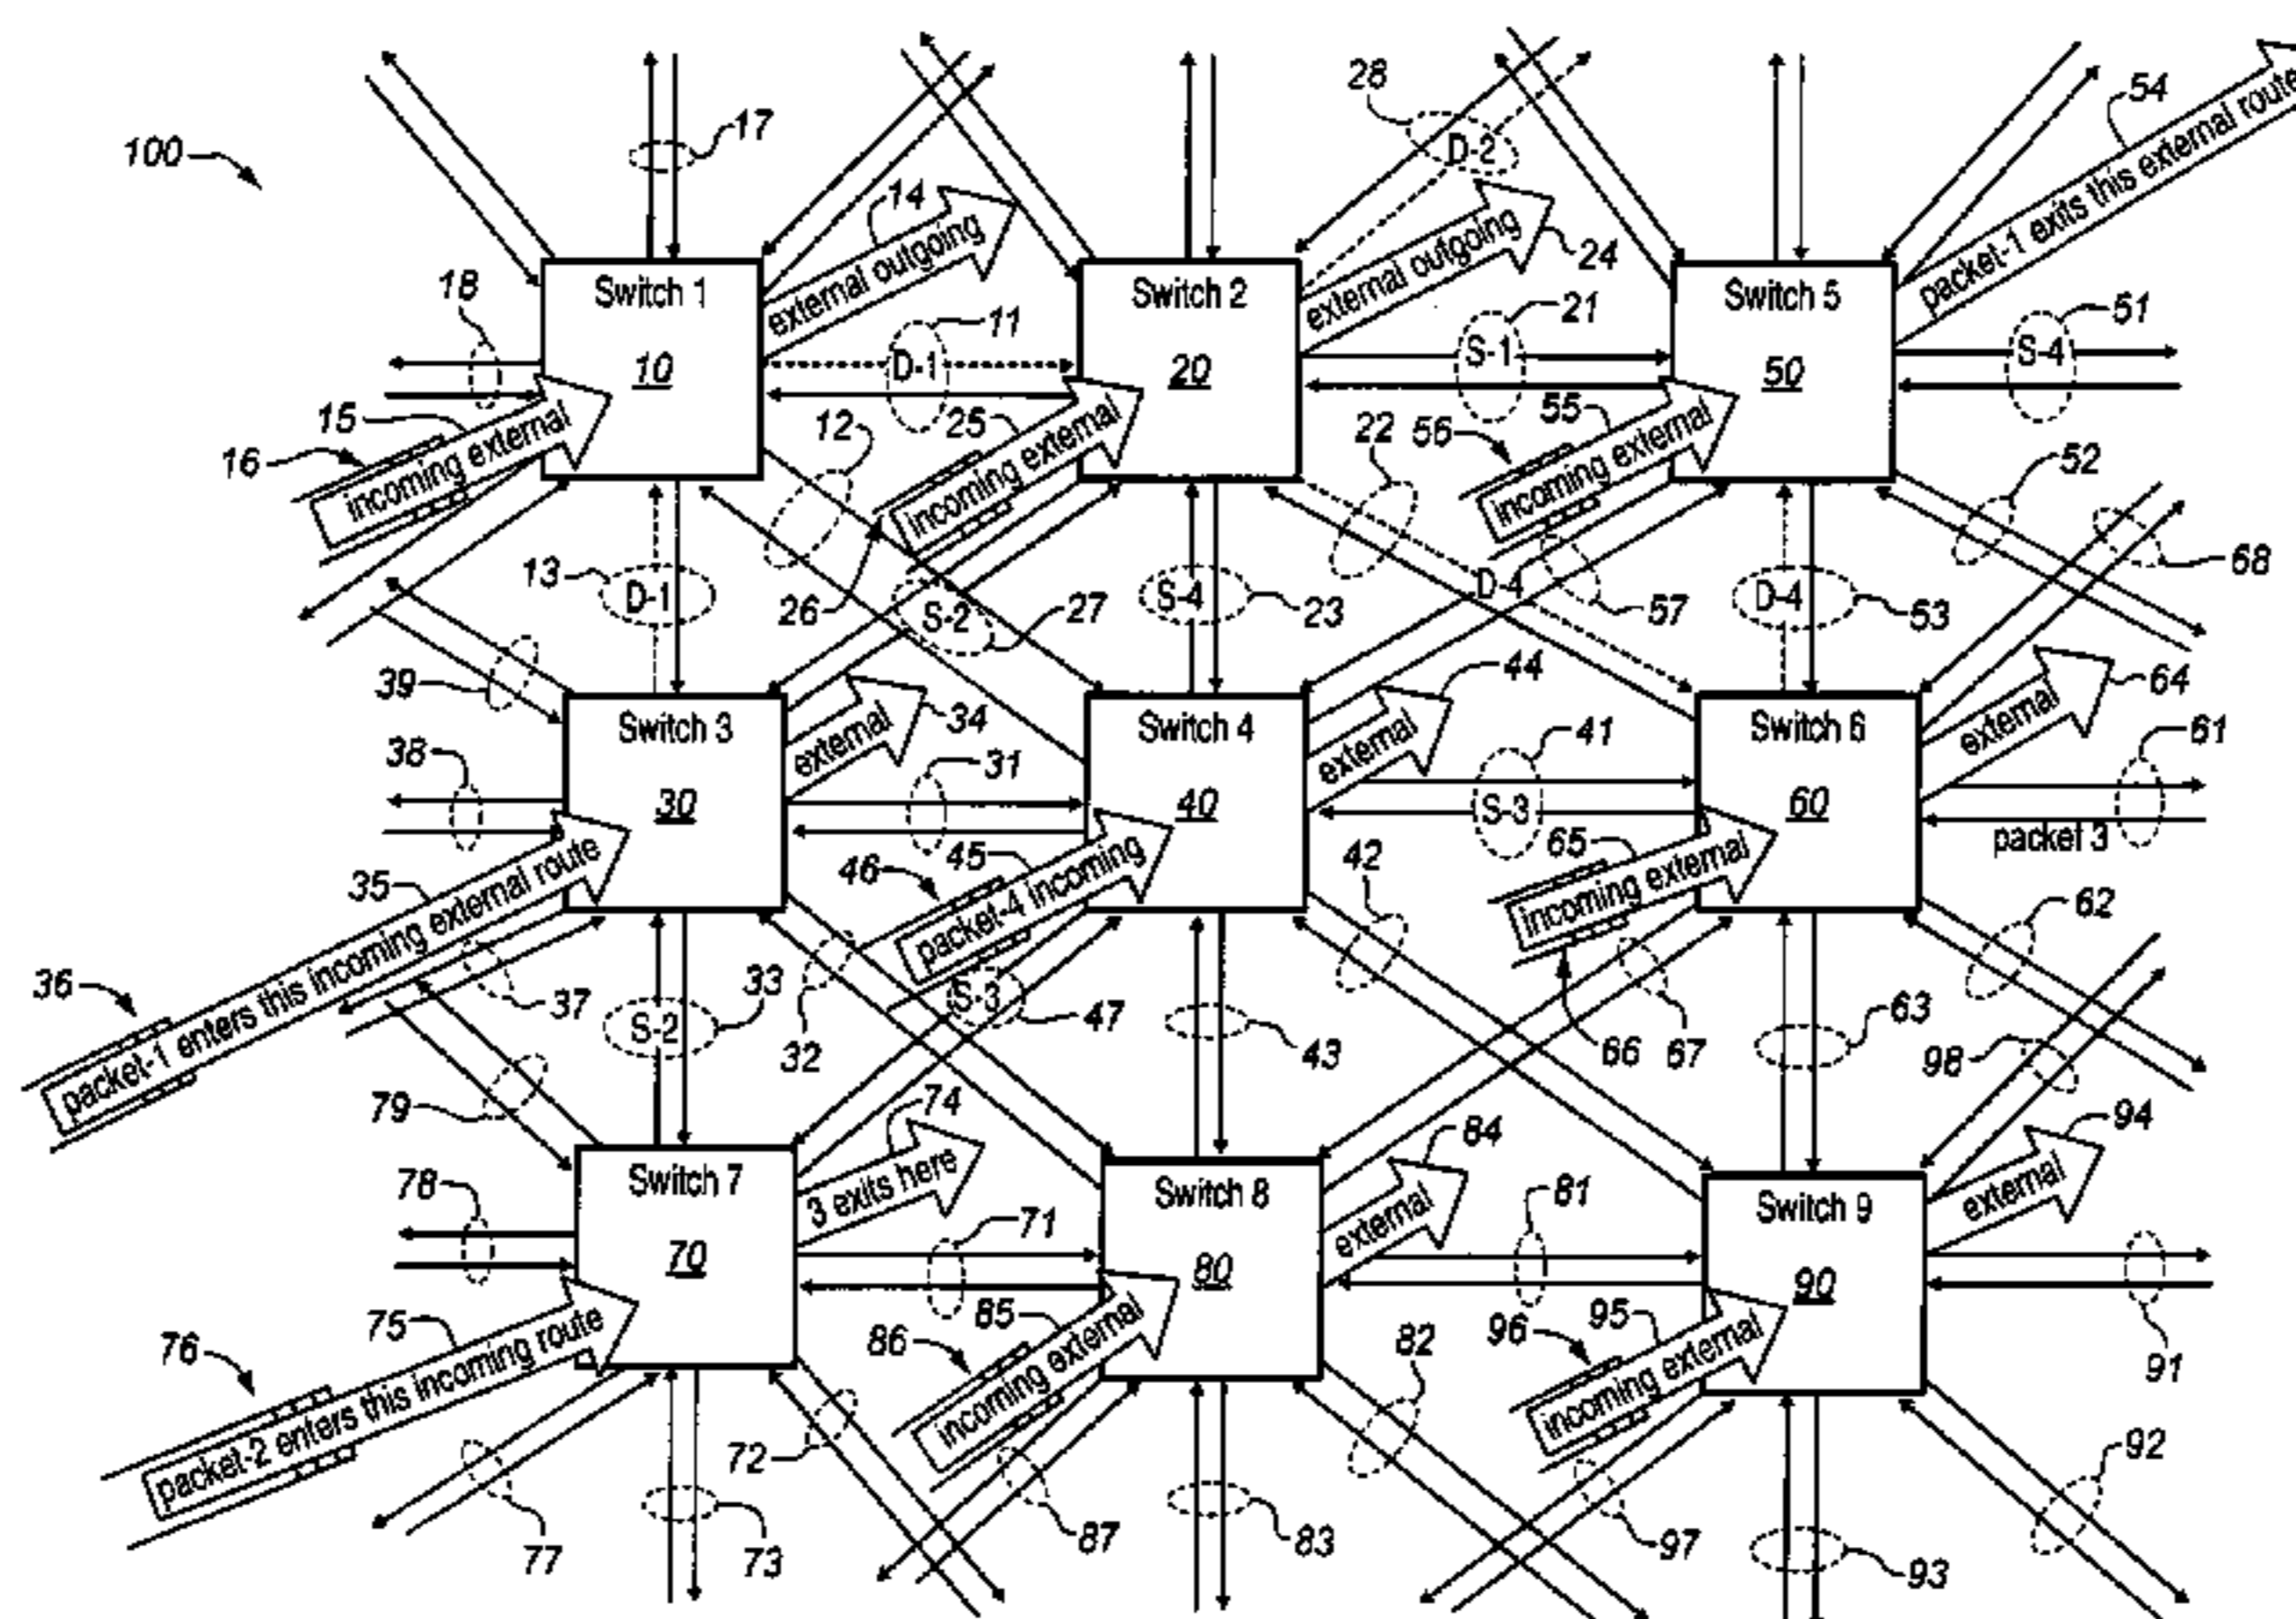 100
17
28
54
packet-1 exits this external route
14
external outgoing
D-2
24
external outgoing
18
Switch 1
10
11
D-1
Switch 2
20
21
S-1
Switch 5
50
51
S-4
15
16
incoming external
12
25
incoming external
22
56
55
incoming external
52
13
D-1
26
S-2
27
S-4
23
D-4
57
D-4
53
68
39
Switch 3
30
34
external
Switch 4
40
44
external
Switch 6
60
64
external
38
31
41
S-3
61
packet 3
35
36
packet-1 enters this incoming external route
46
45
packet-4 incoming
42
65
incoming external
62
37
S-2
33
32
S-3
47
43
66
67
63
98
79
74
3 exits here
84
external
94
external
78
Switch 7
70
71
Switch 8
80
81
Switch 9
90
91
75
76
packet-2 enters this incoming route
85
86
incoming external
82
96
95
incoming external
92
77
73
72
87
83
97
93